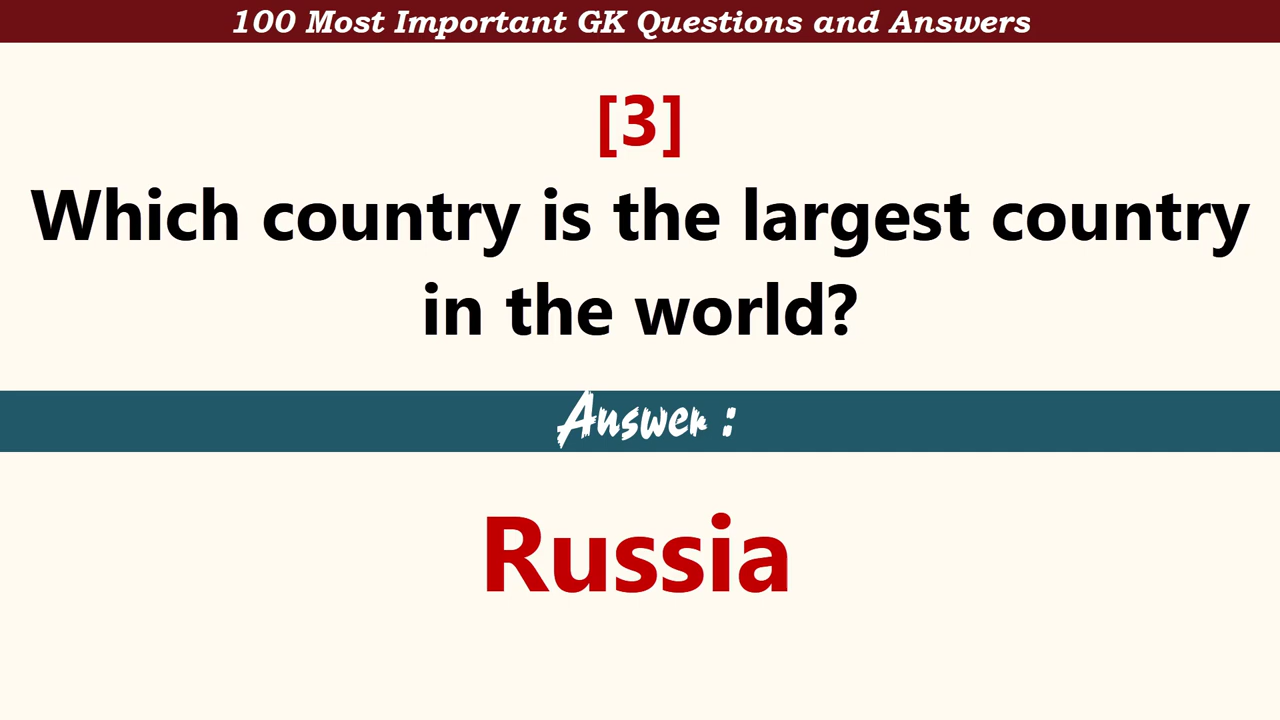 100 Most Important GK Questions and Answers
[3]
Which country is the largest country
in the world?
Answer :
Russia